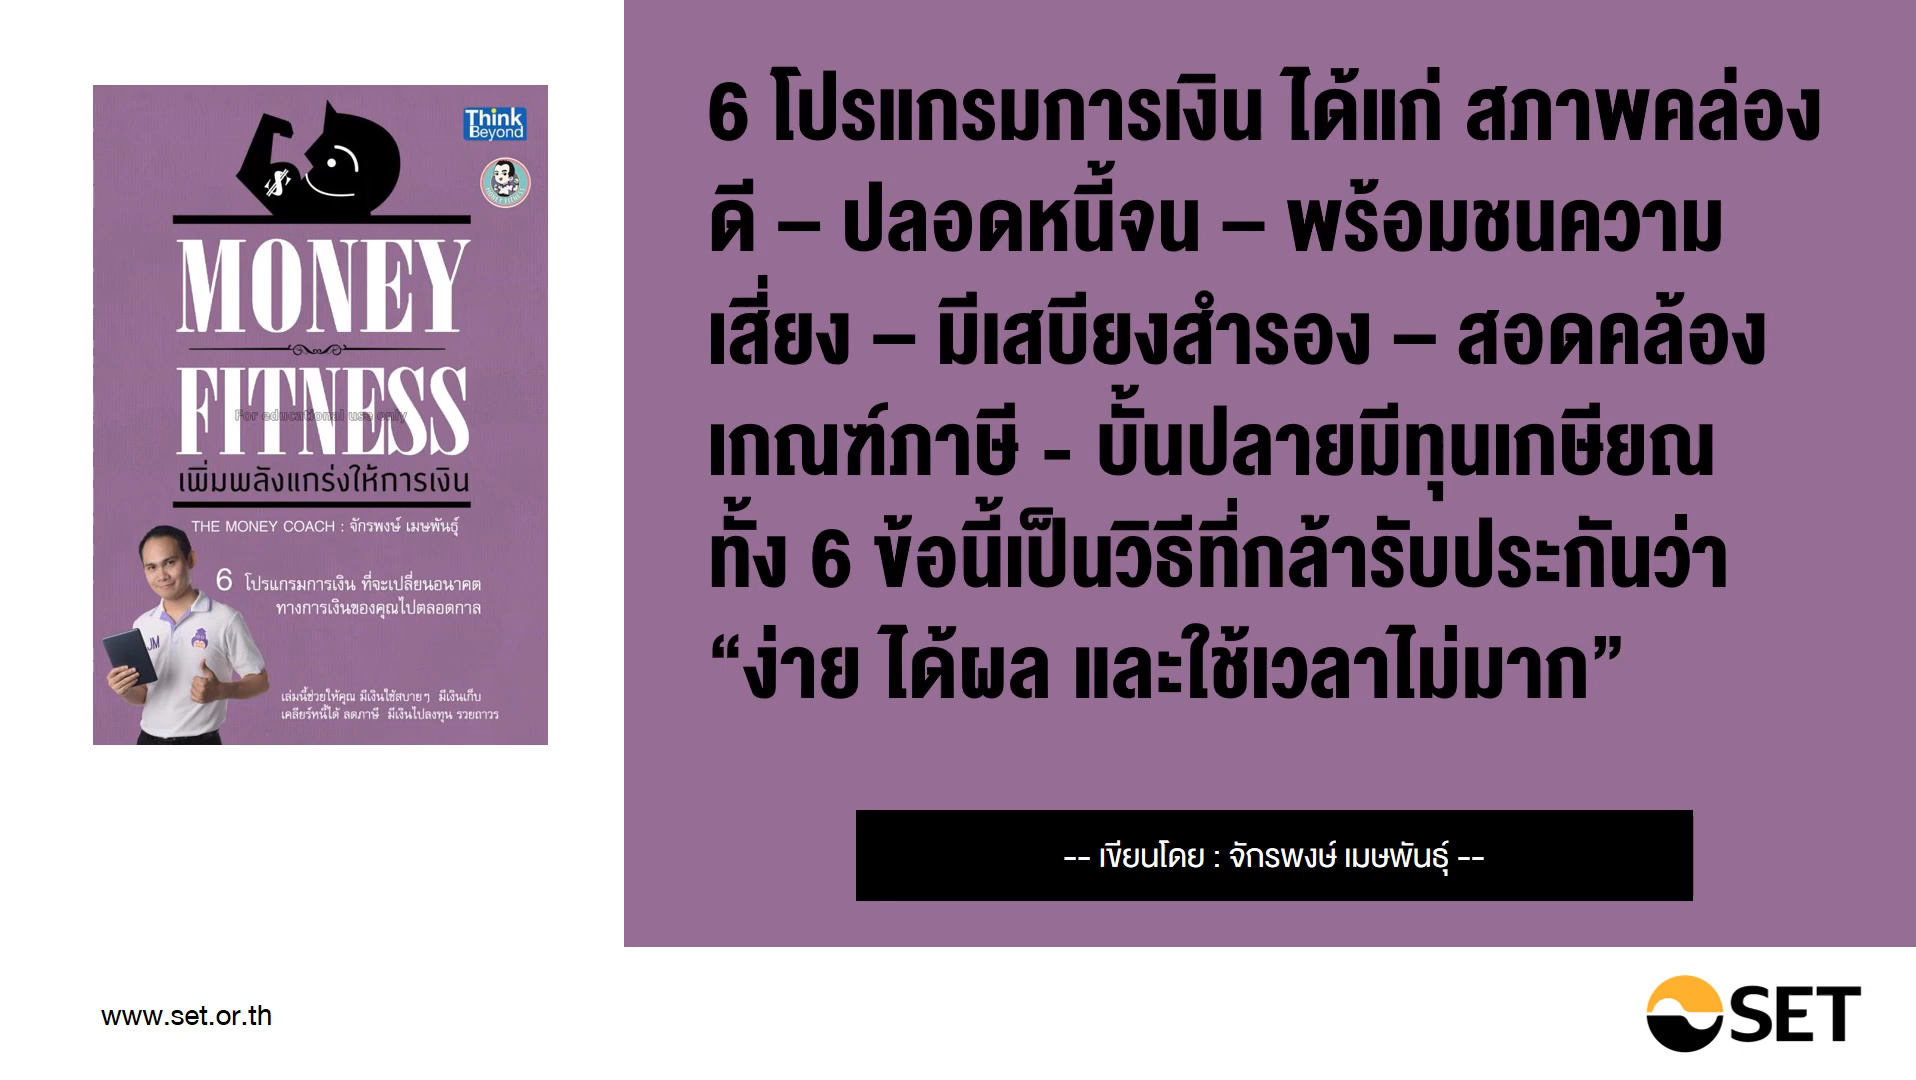 Think
Beyond
MONEY FITNESS
$
MONEY
FITNESS
For educational use only
เพิ่มพลังแกร่งให้การเงิน
THE MONEY COACH : จักรพงษ์ เมษพันธุ์
6 โปรแกรมการเงิน ที่จะเปลี่ยนอนาคต
ทางการเงินของคุณไปตลอดกาล
JM
เล่มนี้ช่วยให้คุณ มีเงินใช้สบายๆ มีเงินเก็บ
เคลียร์หนี้ได้ ลดภาษี มีเงินไปลงทุน รวยถาวร
6 โปรแกรมการเงิน ได้แก่ สภาพคล่อง
ดี – ปลอดหนี้จน – พร้อมชนความ
เสี่ยง – มีเสบียงสำรอง – สอดคล้อง
เกณฑ์ภาษี - บั้นปลายมีทุนเกษียณ
ทั้ง 6 ข้อนี้เป็นวิธีที่กล้ารับประกันว่า
“ง่าย ได้ผล และใช้เวลาไม่มาก”
-- เขียนโดย : จักรพงษ์ เมษพันธุ์ --
www.set.or.th
SET